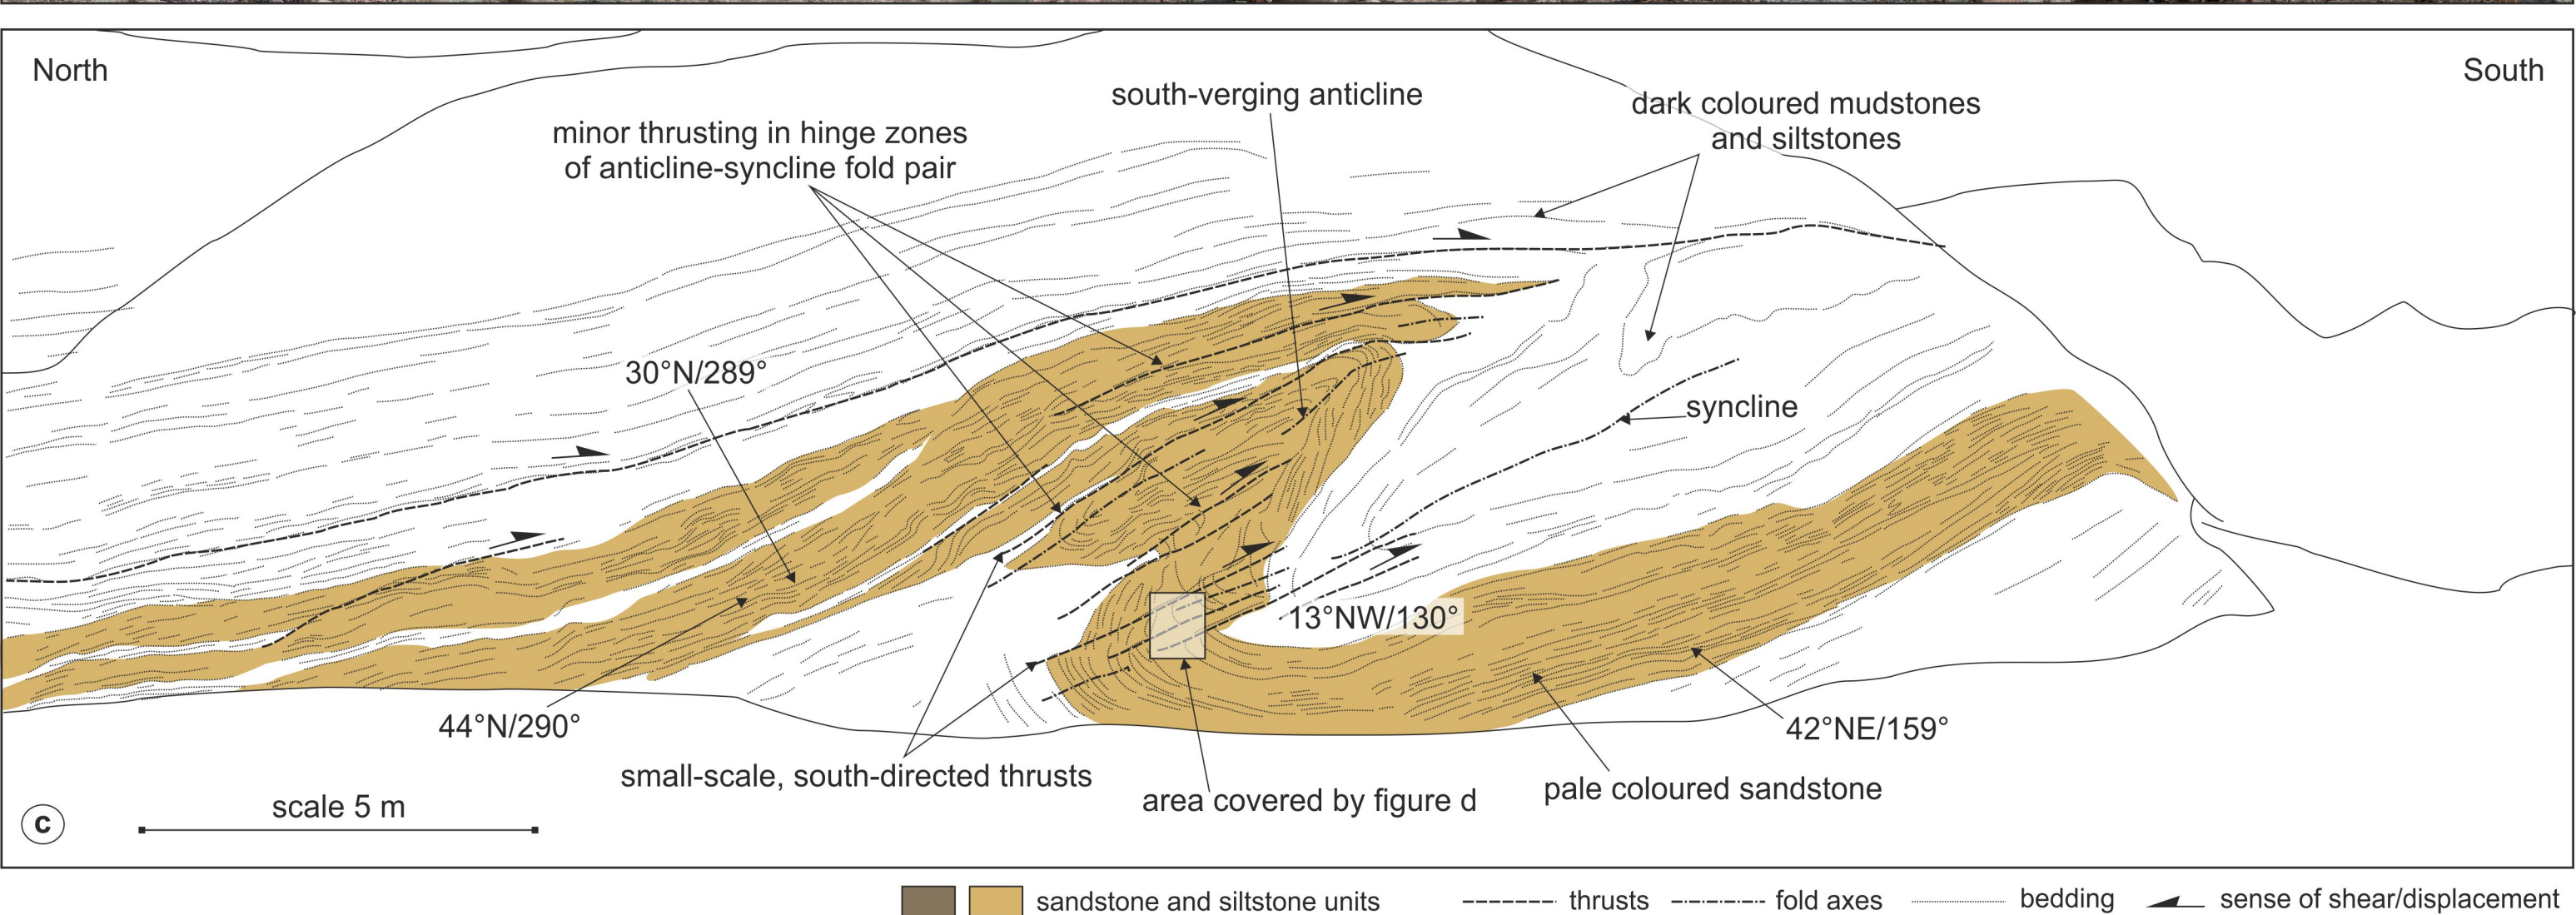 North
South
south-verging anticline
dark coloured mudstones
and siltstones
minor thrusting in hinge zones
of anticline-syncline fold pair
30°N/289°
syncline
13°NW/130°
44°N/290°
42°NE/159°
small-scale, south-directed thrusts
area covered by figure d
pale coloured sandstone
scale 5 m
c
sandstone and siltstone units
thrusts
fold axes
bedding
sense of shear/displacement